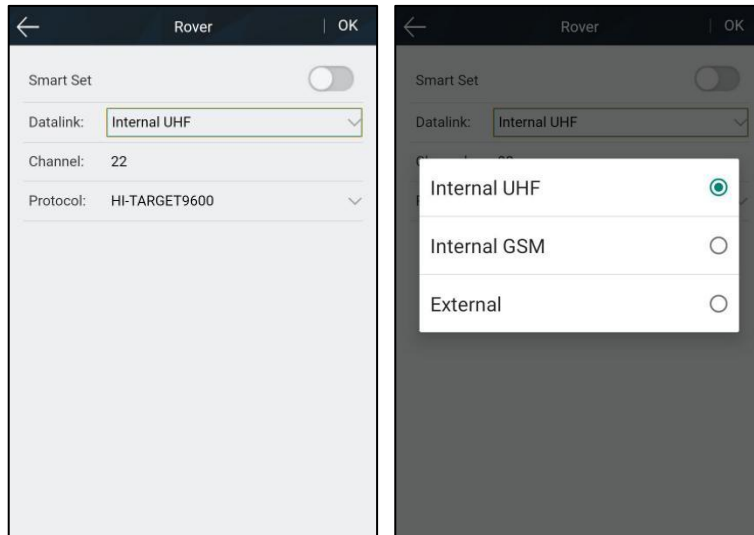 Rover | OK
Smart Set
Datalink: Internal UHF
Channel: 22
Protocol: HI-TARGET9600
Rover | OK
Smart Set
Datalink: Internal UHF
Internal UHF
Internal GSM
External